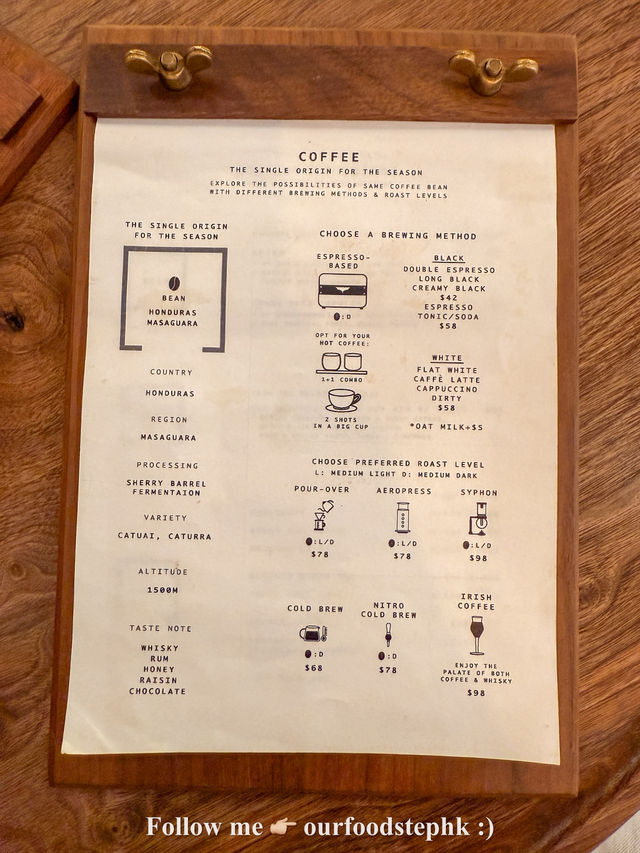 COFFEE
THE SINGLE ORIGIN FOR THE SEASON
EXPLORE THE POSSIBILITIES OF SAME COFFEE BEAN
WITH DIFFERENT BREWING METHODS & ROAST LEVELS
THE SINGLE ORIGIN
FOR THE SEASON
BEAN
HONDURAS
MASAGUARA
COUNTRY
HONDURAS
REGION
MASAGUARA
PROCESSING
SHERRY BARREL
FERMENTAION
VARIETY
CATUAI, CATURRA
ALTITUDE
1500M
TASTE NOTE
WHISKY
RUM
HONEY
RAISIN
CHOCOLATE
CHOOSE A BREWING METHOD
ESPRESSO-
BASED
:D
OPT FOR YOUR
HOT COFFEE:
1+1 COMBO
2 SHOTS
IN A BIG CUP
BLACK
DOUBLE ESPRESSO
LONG BLACK
CREAMY BLACK
$42
ESPRESSO
TONIC/SODA
$58
WHITE
FLAT WHITE
CAFFÈ LATTE
CAPPUCCINO
DIRTY
$58
*OAT MILK+$5
CHOOSE PREFERRED ROAST LEVEL
L: MEDIUM LIGHT D: MEDIUM DARK
POUR-OVER
:L/D
$78
AEROPRESS
:L/D
$78
SYPHON
:L/D
$98
COLD BREW
:D
$68
NITRO
COLD BREW
:D
$78
IRISH
COFFEE
ENJOY THE
PALATE OF BOTH
COFFEE & WHISKY
$98
Follow me 👉🏻 ourfoodstephk :)